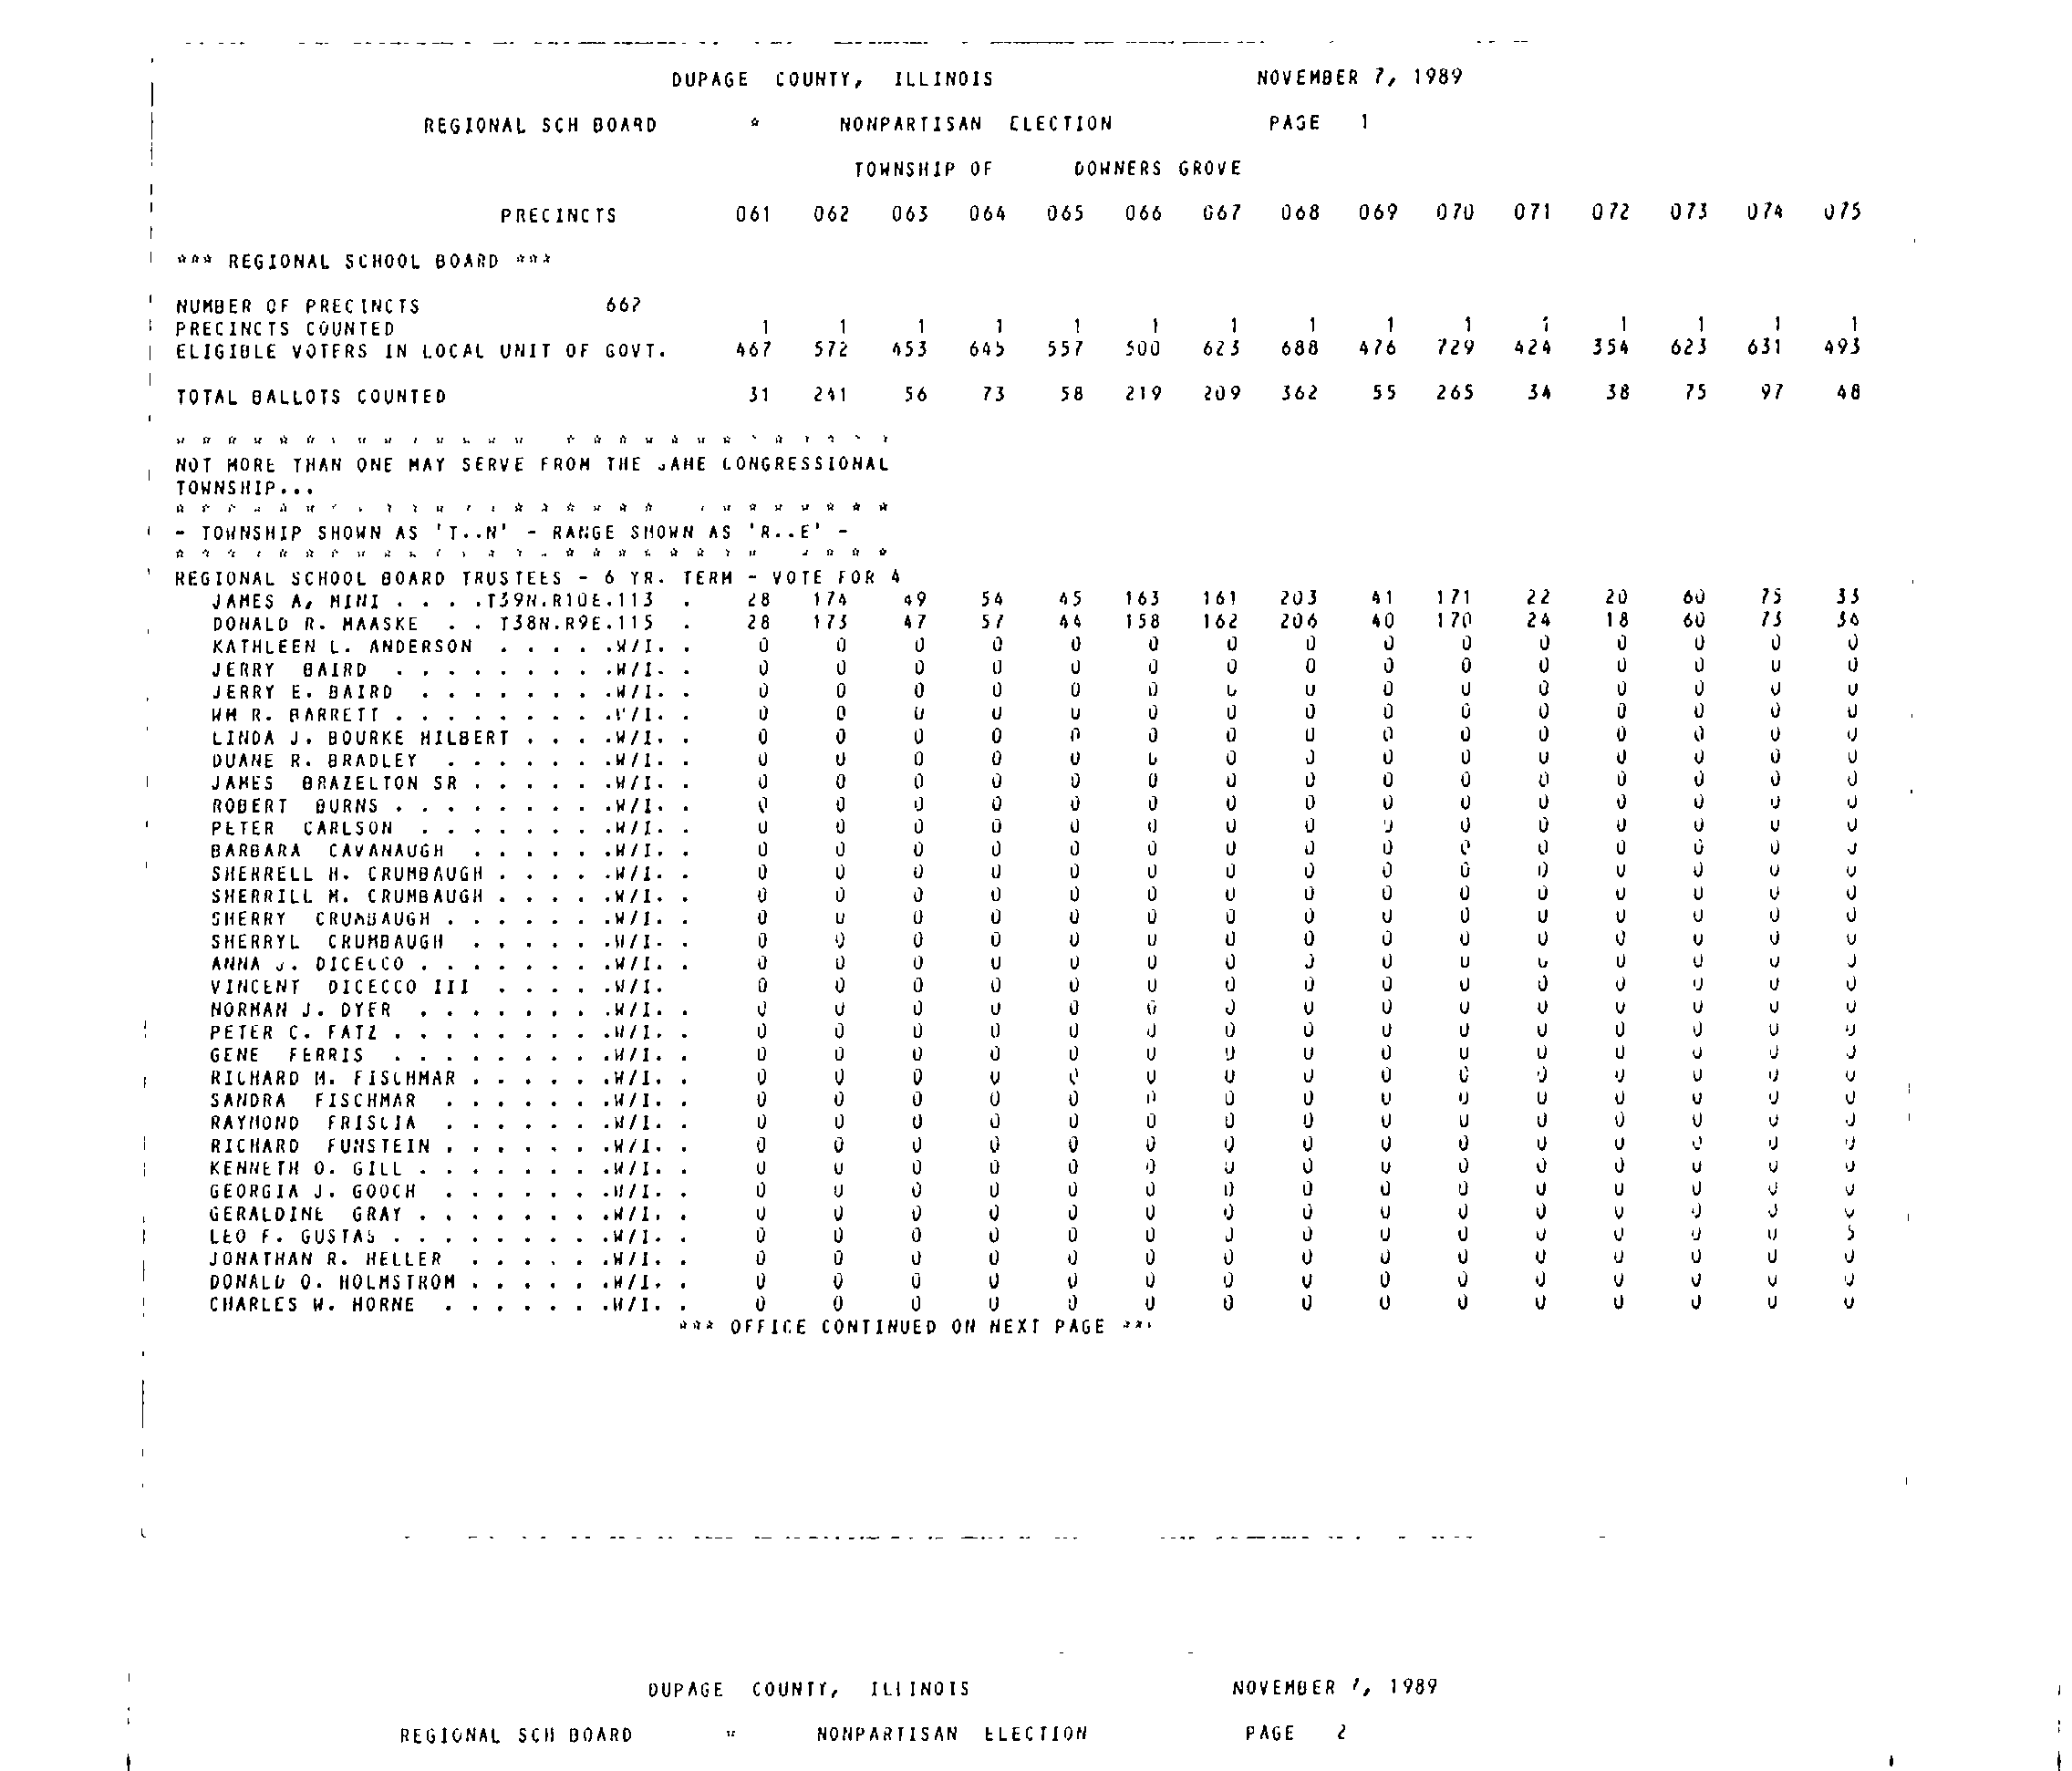 DUPAGE COUNTY, ILLINOIS NOVEMBER 7, 1989
REGIONAL SCH BOARD * NONPARTISAN ELECTION PAGE 1
TOWNSHIP OF DOWNERS GROVE
PRECINCTS 061 062 063 064 065 066 067 068 069 070 071 072 073 074 075
*** REGIONAL SCHOOL BOARD ***
NUMBER OF PRECINCTS 662
PRECINCTS COUNTED 1 1 1 1 1 1 1 1 1 1 1 1 1 1 1
ELIGIBLE VOTERS IN LOCAL UNIT OF GOVT. 467 572 453 645 557 500 623 688 476 729 424 354 623 631 493
TOTAL BALLOTS COUNTED 31 241 56 73 58 219 209 362 55 265 34 38 75 97 48
NOT MORE THAN ONE MAY SERVE FROM THE SAME CONGRESSIONAL
TOWNSHIP...
- TOWNSHIP SHOWN AS 'T..N' - RANGE SHOWN AS 'R..E' -
REGIONAL SCHOOL BOARD TRUSTEES - 6 YR. TERM - VOTE FOR 4
JAMES A. MINI . . . .T39N.R10E.113 . 28 174 49 54 45 163 161 203 41 171 22 20 60 75 33
DONALD R. MAASKE . . T38N.R9E.115 . 28 173 47 57 44 158 162 206 40 170 24 18 60 73 34
KATHLEEN L. ANDERSON . . . . .W/I. . 0 0 0 0 0 0 0 0 0 0 0 0 0 0 0
JERRY BAIRD . . . . . . . . .W/I. . 0 0 0 0 0 0 0 0 0 0 0 0 0 0 0
JERRY E. BAIRD . . . . . . . .W/I. . 0 0 0 0 0 0 0 0 0 0 0 0 0 0 0
WM R. BARRETT . . . . . . . . .W/I. . 0 0 0 0 0 0 0 0 0 0 0 0 0 0 0
LINDA J. BOURKE HILBERT . . . .W/I. . 0 0 0 0 0 0 0 0 0 0 0 0 0 0 0
DUANE R. BRADLEY . . . . . . .W/I. . 0 0 0 0 0 0 0 0 0 0 0 0 0 0 0
JAMES BRAZELTON SR . . . . . .W/I. . 0 0 0 0 0 0 0 0 0 0 0 0 0 0 0
ROBERT BURNS . . . . . . . . .W/I. . 0 0 0 0 0 0 0 0 0 0 0 0 0 0 0
PETER CARLSON . . . . . . . .W/I. . 0 0 0 0 0 0 0 0 0 0 0 0 0 0 0
BARBARA CAVANAUGH . . . . . .W/I. . 0 0 0 0 0 0 0 0 0 0 0 0 0 0 0
SHERRELL H. CRUMBAUGH . . . . .W/I. . 0 0 0 0 0 0 0 0 0 0 0 0 0 0 0
SHERRILL M. CRUMBAUGH . . . . .W/I. . 0 0 0 0 0 0 0 0 0 0 0 0 0 0 0
SHERRY CRUMBAUGH . . . . . . .W/I. . 0 0 0 0 0 0 0 0 0 0 0 0 0 0 0
SHERRYL CRUMBAUGH . . . . . .W/I. . 0 0 0 0 0 0 0 0 0 0 0 0 0 0 0
ANNA J. DICELCO . . . . . . . .W/I. . 0 0 0 0 0 0 0 0 0 0 0 0 0 0 0
VINCENT DICECCO III . . . . .W/I. 0 0 0 0 0 0 0 0 0 0 0 0 0 0 0
NORMAN J. DYER . . . . . . . .W/I. . 0 0 0 0 0 0 0 0 0 0 0 0 0 0 0
PETER C. FATZ . . . . . . . . .W/I. . 0 0 0 0 0 0 0 0 0 0 0 0 0 0 0
GENE FERRIS . . . . . . . . .W/I. . 0 0 0 0 0 0 0 0 0 0 0 0 0 0 0
RICHARD M. FISCHMAR . . . . . .W/I. . 0 0 0 0 0 0 0 0 0 0 0 0 0 0 0
SANDRA FISCHMAR . . . . . . .W/I. . 0 0 0 0 0 0 0 0 0 0 0 0 0 0 0
RAYMOND FRISCIA . . . . . . .W/I. . 0 0 0 0 0 0 0 0 0 0 0 0 0 0 0
RICHARD FUNSTEIN . . . . . . .W/I. . 0 0 0 0 0 0 0 0 0 0 0 0 0 0 0
KENNETH O. GILL . . . . . . . .W/I. . 0 0 0 0 0 0 0 0 0 0 0 0 0 0 0
GEORGIA J. GOOCH . . . . . . .W/I. . 0 0 0 0 0 0 0 0 0 0 0 0 0 0 0
GERALDINE GRAY . . . . . . . .W/I. . 0 0 0 0 0 0 0 0 0 0 0 0 0 0 0
LEO F. GUSTAS . . . . . . . . .W/I. . 0 0 0 0 0 0 0 0 0 0 0 0 0 0
JONATHAN R. HELLER . . . . . .W/I. . 0 0 0 0 0 0 0 0 0 0 0 0 0 0 0
DONALD O. HOLMSTROM . . . . . .W/I. . 0 0 0 0 0 0 0 0 0 0 0 0 0 0 0
CHARLES W. HORNE . . . . . . .W/I. . 0 0 0 0 0 0 0 0 0 0 0 0 0 0 0
*** OFFICE CONTINUED ON NEXT PAGE ***
DUPAGE COUNTY, ILLINOIS NOVEMBER 7, 1989
REGIONAL SCH BOARD * NONPARTISAN ELECTION PAGE 2